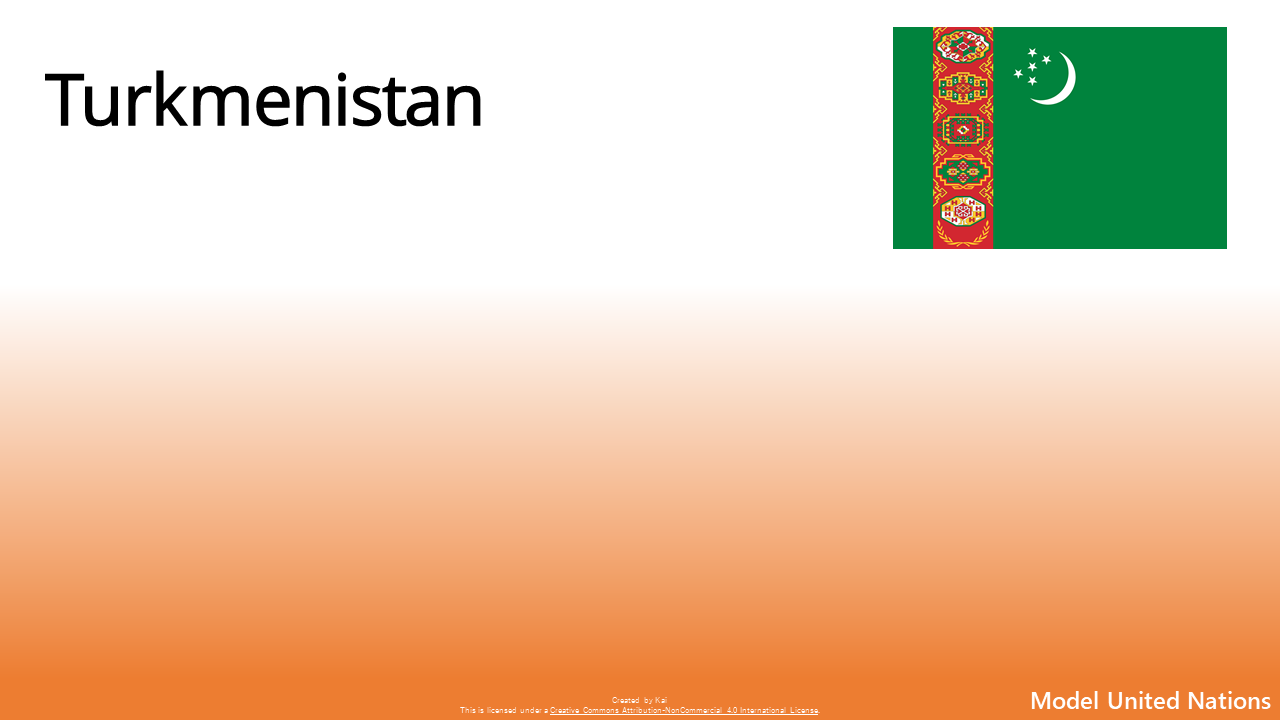 Turkmenistan
Created by Kai
This is licensed under a Creative Commons Attribution-NonCommercial 4.0 International License.
Model United Nations